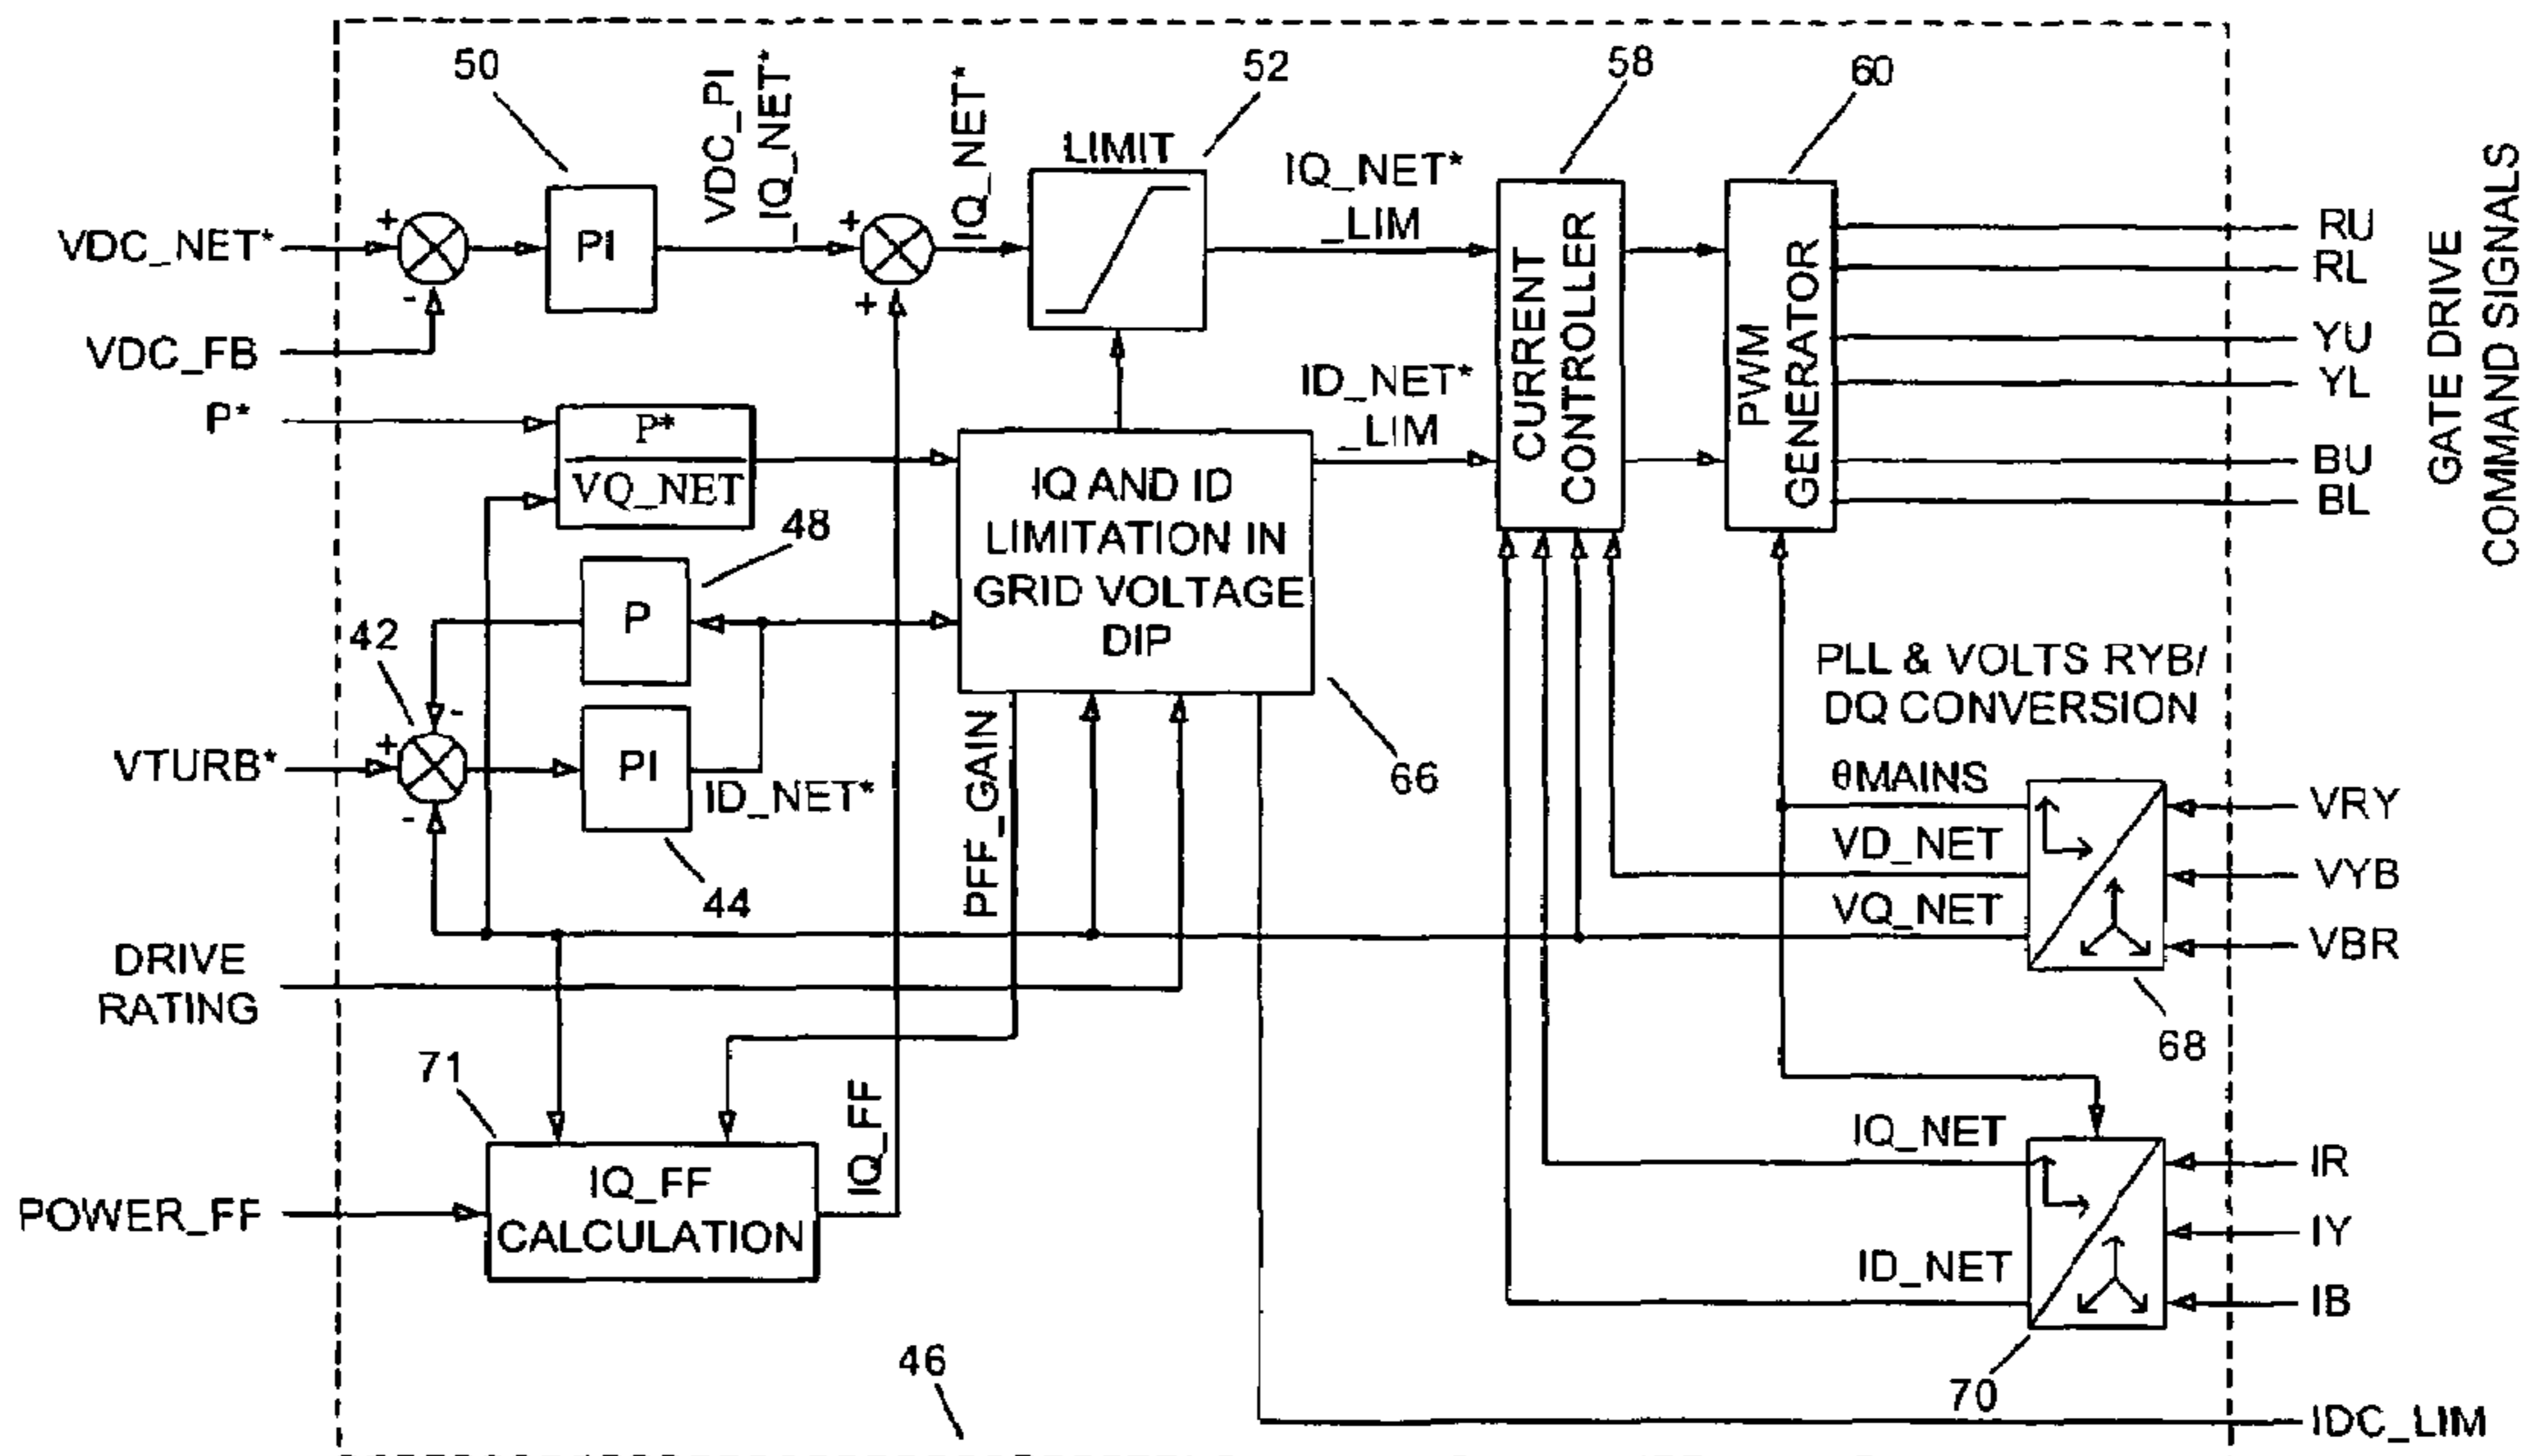 50
VDC_PI
IQ_NET*
IQ_NET*
52
58
60
LIMIT
IQ_NET*
_LIM
VDC_NET*
+
-
PI
+
+
CURRENT
CONTROLLER
PWM
GENERATOR
RU
RL
YU
YL
BU
BL
GATE DRIVE
COMMAND SIGNALS
VDC_FB
P*
P*
VQ_NET
ID_NET*
_LIM
IQ AND ID
LIMITATION IN
GRID VOLTAGE
DIP
48
P
42
-
VTURB*
+
-
PI
ID_NET*
44
PFF_GAIN
66
PLL & VOLTS RYB/
DQ CONVERSION
θMAINS
VD_NET
VQ_NET
VRY
VYB
VBR
68
DRIVE
RATING
71
IQ_FF
POWER_FF
IQ_FF
CALCULATION
IQ_NET
ID_NET
IR
IY
IB
70
46
IDC_LIM